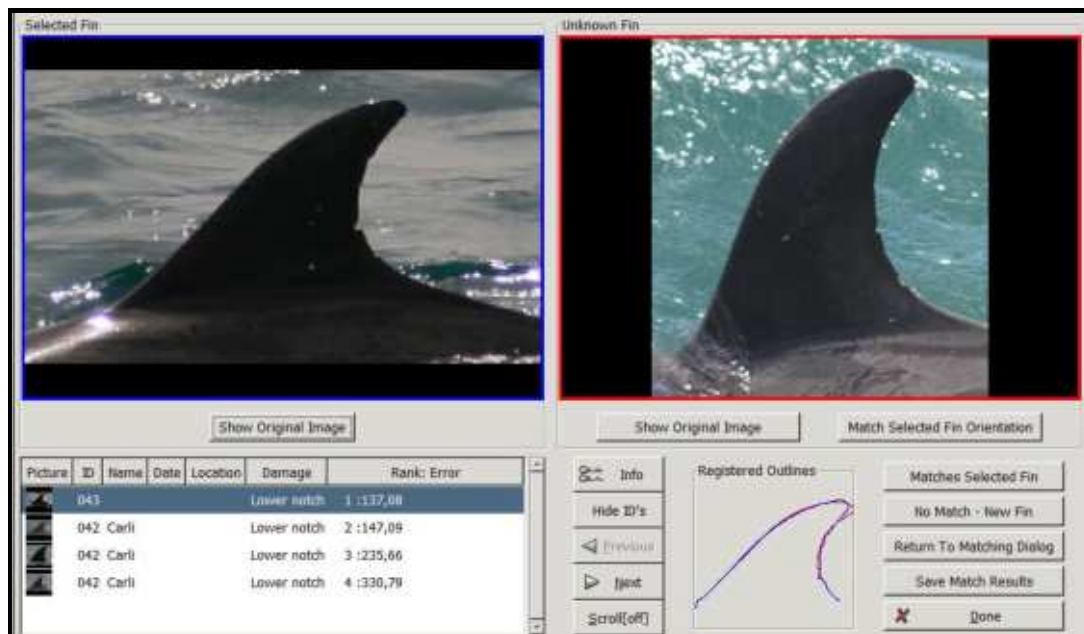 Selected Fin
Unknown Fin
Show Original Image
Show Original Image
Match Selected Fin Orientation
Picture ID Name Date Location Damage Rank: Error
043 Lower notch 1 :137,08
042 Carli Lower notch 2 :147,09
042 Carli Lower notch 3 :235,66
042 Carli Lower notch 4 :330,79
Info
Hide ID's
Previous
Next
Scroll[off]
Registered Outlines
Matches Selected Fin
No Match - New Fin
Return To Matching Dialog
Save Match Results
Done